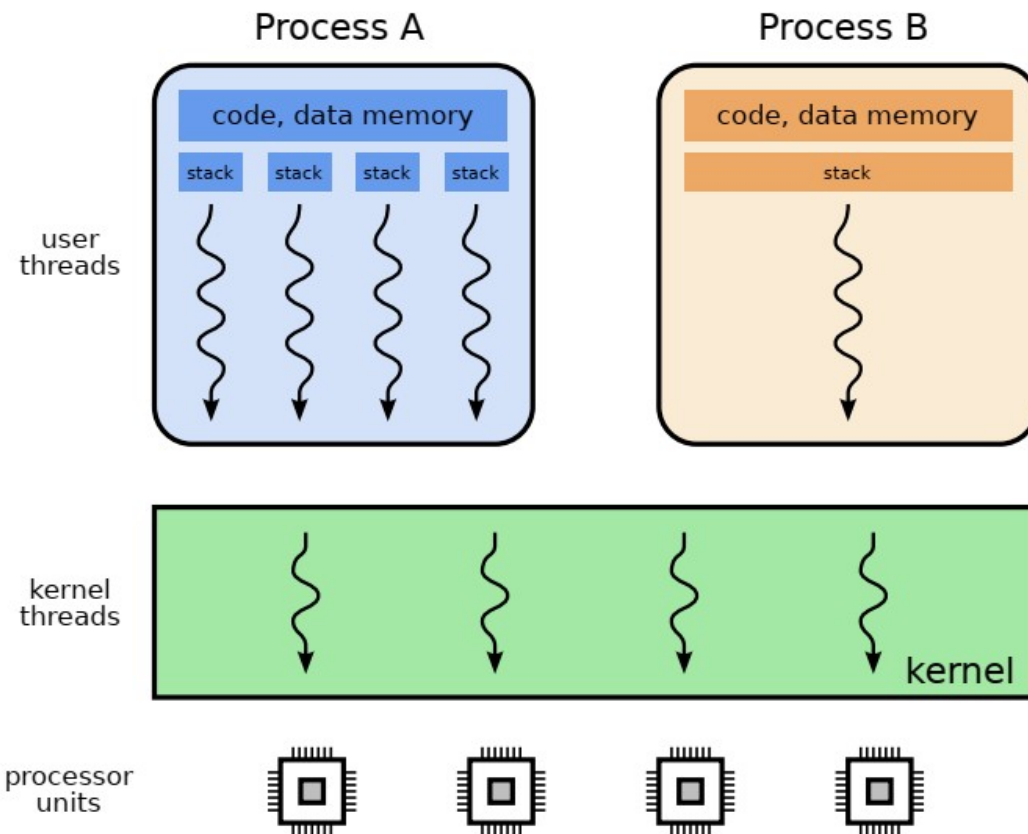 Process A
Process B
code, data memory
code, data memory
stack
stack
stack
stack
stack
user
threads
kernel
threads
kernel
processor
units